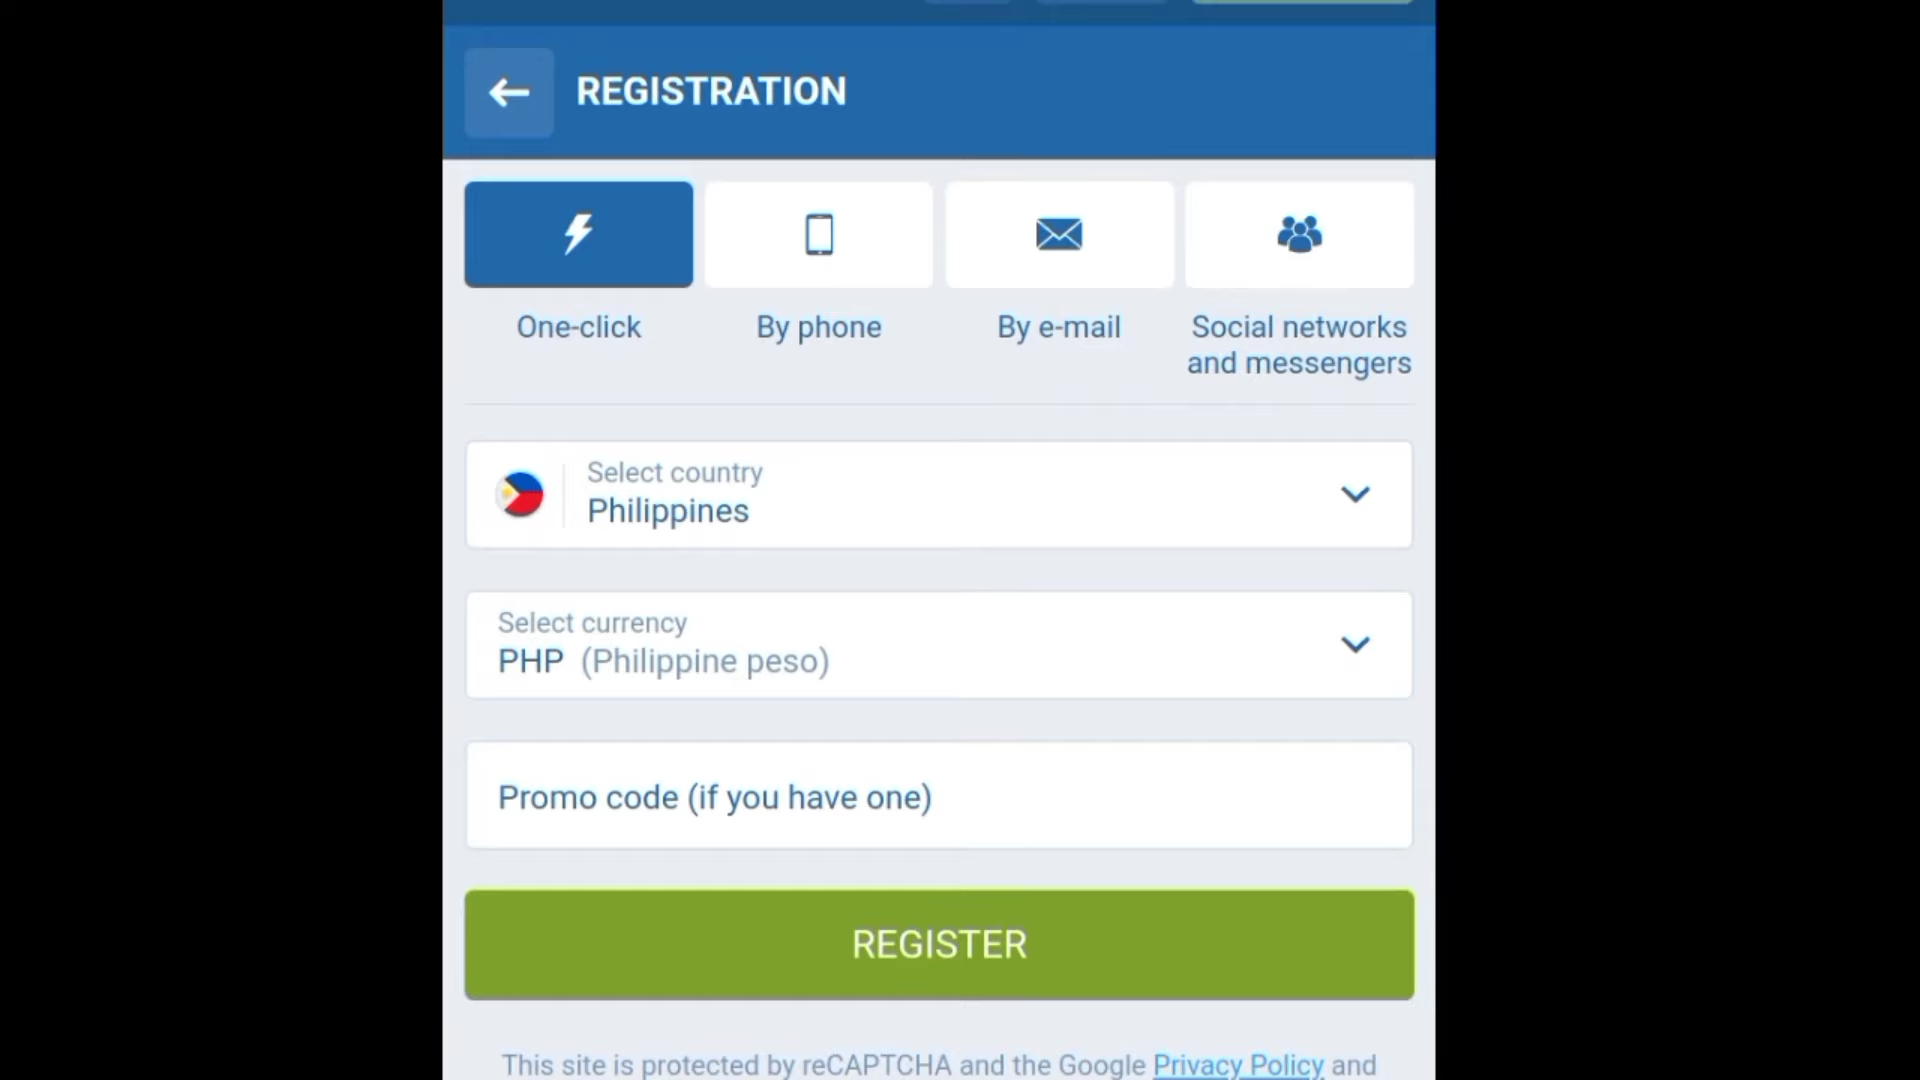 REGISTRATION
One-click
By phone
By e-mail
Social networks
and messengers
Select country
Philippines
Select currency
PHP (Philippine peso)
Promo code (if you have one)
REGISTER
This site is protected by reCAPTCHA and the Google Privacy Policy and